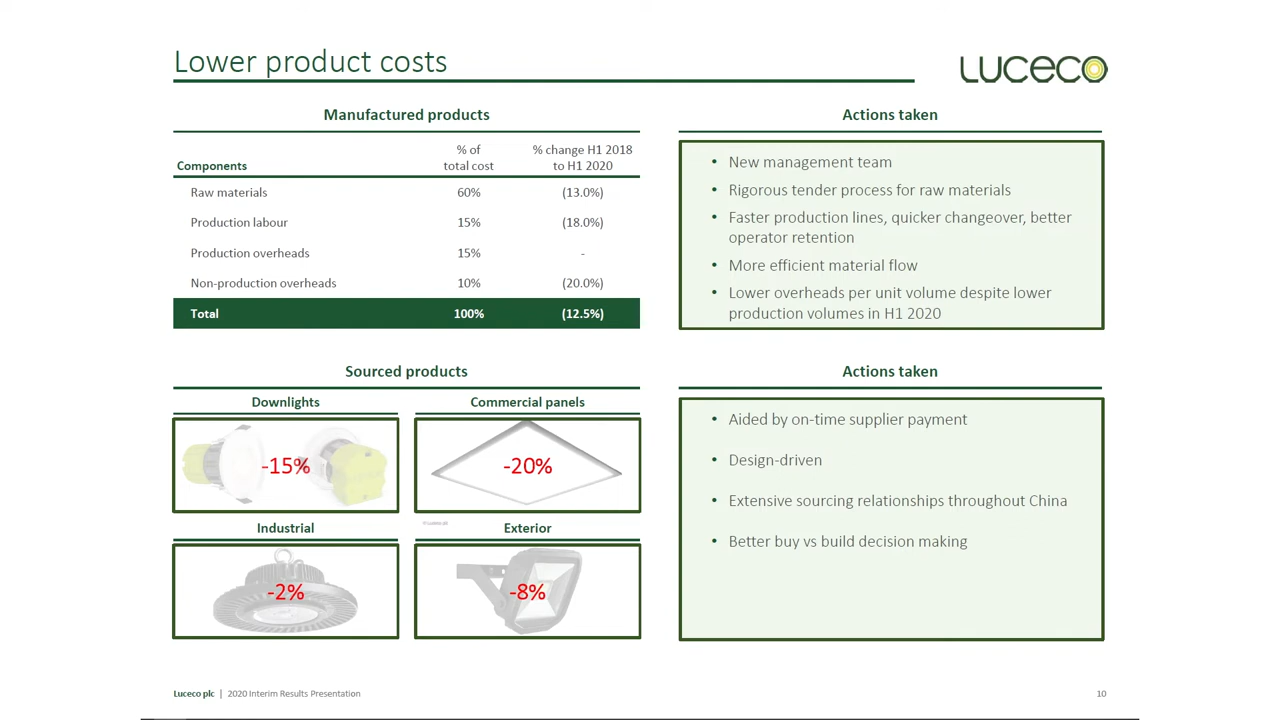 Lower product costs
LUCECO
Manufactured products
Components
% of total cost
% change H1 2018 to H1 2020
Raw materials 60% (13.0%)
Production labour 15% (18.0%)
Production overheads 15% -
Non-production overheads 10% (20.0%)
Total 100% (12.5%)
Actions taken
• New management team
• Rigorous tender process for raw materials
• Faster production lines, quicker changeover, better
operator retention
• More efficient material flow
• Lower overheads per unit volume despite lower
production volumes in H1 2020
Sourced products
Downlights
-15%
Commercial panels
-20%
Industrial
-2%
Exterior
-8%
Actions taken
• Aided by on-time supplier payment
• Design-driven
• Extensive sourcing relationships throughout China
• Better buy vs build decision making
Luceco plc | 2020 Interim Results Presentation
10